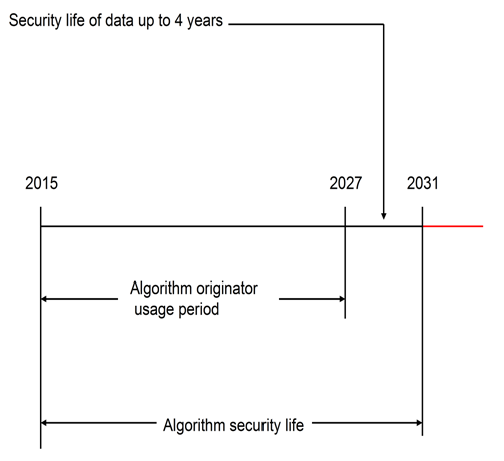 Security life of data up to 4 years
2015
2027
2031
Algorithm originator
usage period
Algorithm security life